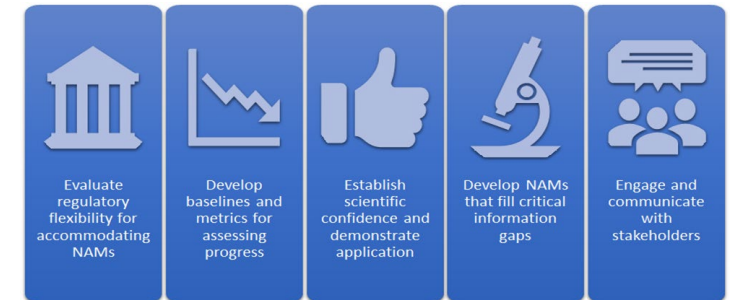 Evaluate
regulatory
flexibility for
accommodating
NAMs
Develop
baselines and
metrics for
assessing
progress
Establish
scientific
confidence and
demonstrate
application
Develop NAMs
that fill critical
information
gaps
Engage and
communicate
with
stakeholders